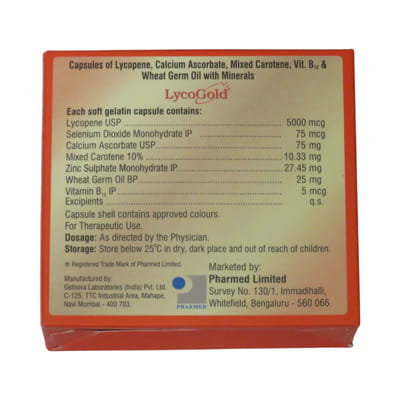 Capsules of Lycopene, Calcium Ascorbate, Mixed Carotene, Vit. B₁₂ &
Wheat Germ Oil with Minerals
LycoGold®
Each soft gelatin capsule contains:
Lycopene USP 5000 mcg
Selenium Dioxide Monohydrate IP 75 mcg
Calcium Ascorbate USP 75 mg
Mixed Carotene 10% 10.33 mg
Zinc Sulphate Monohydrate IP 27.45 mg
Wheat Germ Oil BP 25 mg
Vitamin B₁₂ IP 5 mcg
Excipients q.s.
Capsule shell contains approved colours.
For Therapeutic Use.
Dosage: As directed by the Physician.
Storage: Store below 25°C in dry, dark place and out of reach of children.
® Registered Trade Mark of Pharmed Limited.
Manufactured by:
Gelnova Laboratories (India) Pvt. Ltd.
C-125, TTC Industrial Area, Mahape,
Navi Mumbai - 400 703.
PHARMED
Marketed by:
Pharmed Limited
Survey No. 130/1, Immadihalli,
Whitefield, Bengaluru - 560 066.